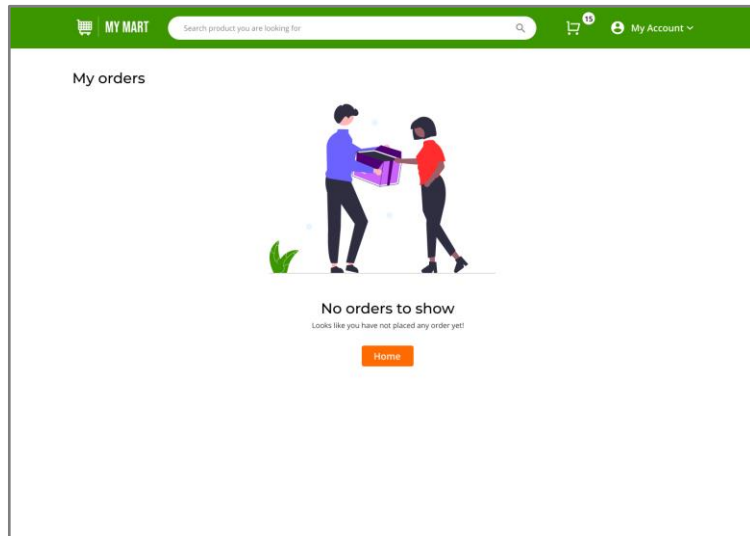 MY MART
Search product you are looking for
15
My Account
My orders
No orders to show
Looks like you have not placed any order yet!
Home